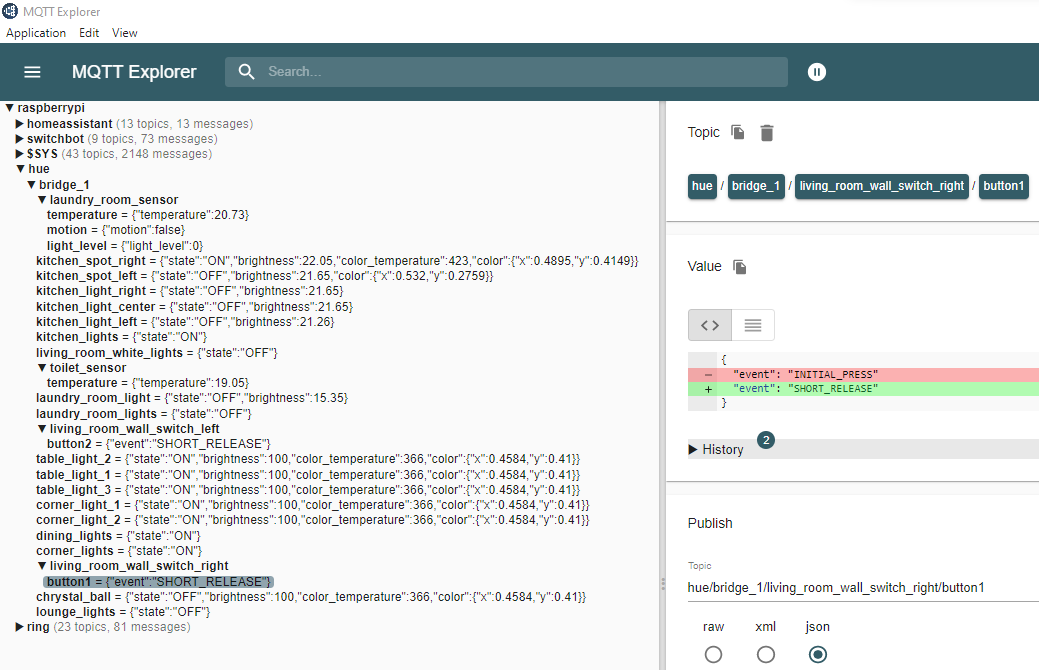 MQTT Explorer
Application Edit View
MQTT Explorer Search...
▼ raspberrypi
▶ homeassistant (13 topics, 13 messages)
▶ switchbot (9 topics, 73 messages)
▶ $SYS (43 topics, 2148 messages)
▼ hue
▼ bridge_1
▼ laundry_room_sensor
temperature = {"temperature":20.73}
motion = {"motion":false}
light_level = {"light_level":0}
kitchen_spot_right = {"state":"ON","brightness":22.05,"color_temperature":423,"color":{"x":0.4895,"y":0.4149}}
kitchen_spot_left = {"state":"OFF","brightness":21.65,"color":{"x":0.532,"y":0.2759}}
kitchen_light_right = {"state":"OFF","brightness":21.65}
kitchen_light_center = {"state":"OFF","brightness":21.65}
kitchen_light_left = {"state":"OFF","brightness":21.26}
kitchen_lights = {"state":"ON"}
living_room_white_lights = {"state":"OFF"}
▼ toilet_sensor
temperature = {"temperature":19.05}
laundry_room_light = {"state":"OFF","brightness":15.35}
laundry_room_lights = {"state":"OFF"}
▼ living_room_wall_switch_left
button2 = {"event":"SHORT_RELEASE"}
table_light_2 = {"state":"ON","brightness":100,"color_temperature":366,"color":{"x":0.4584,"y":0.41}}
table_light_1 = {"state":"ON","brightness":100,"color_temperature":366,"color":{"x":0.4584,"y":0.41}}
table_light_3 = {"state":"ON","brightness":100,"color_temperature":366,"color":{"x":0.4584,"y":0.41}}
corner_light_1 = {"state":"ON","brightness":100,"color_temperature":366,"color":{"x":0.4584,"y":0.41}}
corner_light_2 = {"state":"ON","brightness":100,"color_temperature":366,"color":{"x":0.4584,"y":0.41}}
dining_lights = {"state":"ON"}
corner_lights = {"state":"ON"}
▼ living_room_wall_switch_right
button1 = {"event":"SHORT_RELEASE"}
chrystal_ball = {"state":"OFF","brightness":100,"color_temperature":366,"color":{"x":0.4584,"y":0.41}}
lounge_lights = {"state":"OFF"}
▶ ring (23 topics, 81 messages)
Topic
hue / bridge_1 / living_room_wall_switch_right / button1
Value
{
- "event": "INITIAL_PRESS"
+ "event": "SHORT_RELEASE"
}
▶ History 2
Publish
Topic
hue/bridge_1/living_room_wall_switch_right/button1
raw xml json